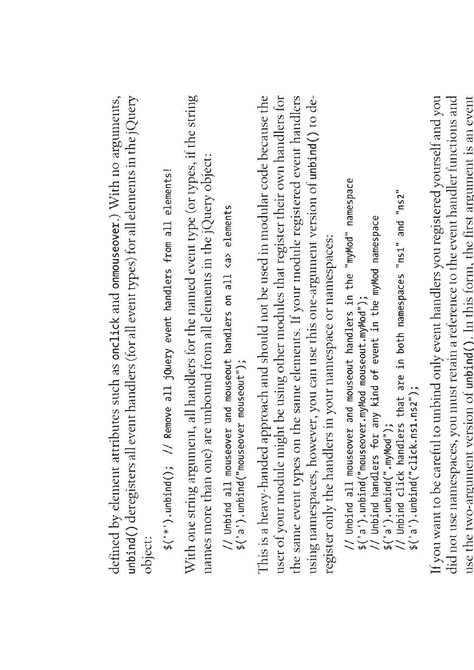 defined by element attributes such as onclick and onmouseover.) With no arguments,
unbind() deregisters all event handlers (for all event types) for all elements in the jQuery
object:
$('*').unbind(); // Remove all jQuery event handlers from all elements!
With one string argument, all handlers for the named event type (or types, if the string
names more than one) are unbound from all elements in the jQuery object:
// Unbind all mouseover and mouseout handlers on all <a> elements
$('a').unbind("mouseover mouseout");
This is a heavy-handed approach and should not be used in modular code because the
user of your module might be using other modules that register their own handlers for
the same event types on the same elements. If your module registered event handlers
using namespaces, however, you can use this one-argument version of unbind() to de-
register only the handlers in your namespace or namespaces:
// Unbind all mouseover and mouseout handlers in the "myMod" namespace
$('a').unbind("mouseover.myMod mouseout.myMod");
// Unbind handlers for any kind of event in the myMod namespace
$('a').unbind(".myMod");
// Unbind click handlers that are in both namespaces "ns1" and "ns2"
$('a').unbind("click.ns1.ns2");
If you want to be careful to unbind only event handlers you registered yourself and you
did not use namespaces, you must retain a reference to the event handler functions and
use the two-argument version of unbind(). In this form, the first argument is an event